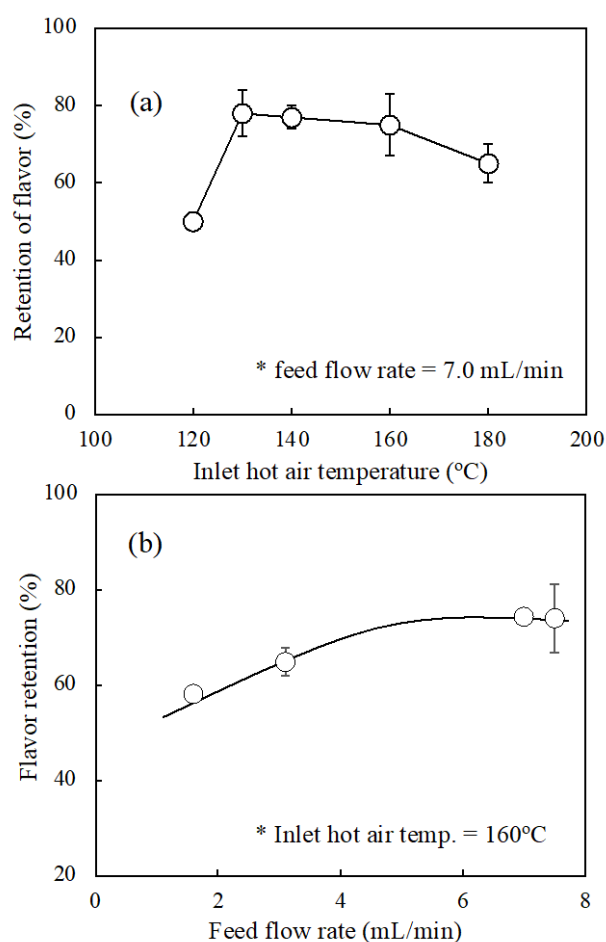 100
80
60
40
20
0
Retention of flavor (%)
(a)
* feed flow rate = 7.0 mL/min
100 120 140 160 180 200
Inlet hot air temperature (°C)
100
80
60
40
20
Flavor retention (%)
(b)
* Inlet hot air temp. = 160°C
0 2 4 6 8
Feed flow rate (mL/min)